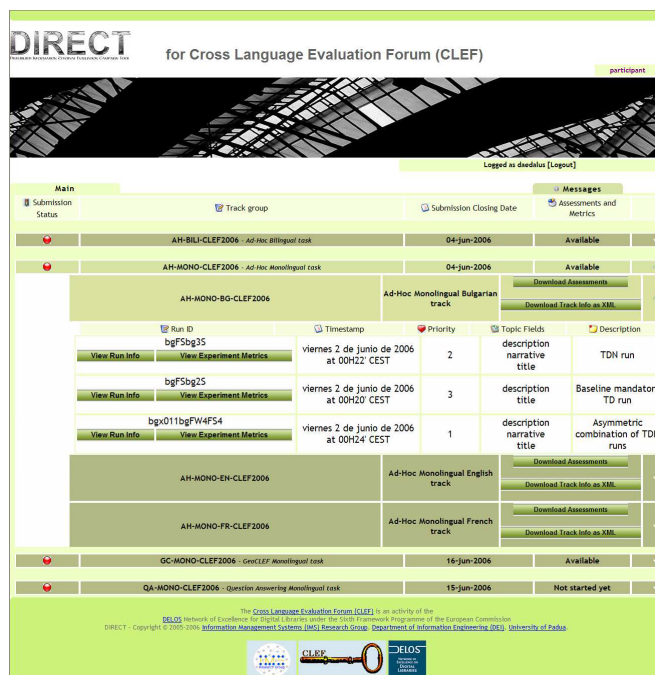 DIRECT
for Cross Language Evaluation Forum (CLEF)
participant
Logged as daedalus [Logout]
Main
Messages
Submission Status
Track group
Submission Closing Date
Assessments and Metrics
AH-BILI-CLEF2006 - Ad-Hoc Bilingual task
04-jun-2006
Available
AH-MONO-CLEF2006 - Ad-Hoc Monolingual task
04-jun-2006
Available
AH-MONO-BG-CLEF2006
Ad-Hoc Monolingual Bulgarian track
Download Assessments
Download Track Info as XML
Run ID
Timestamp
Priority
Topic Fields
Description
bgFSbg3S
View Run Info
View Experiment Metrics
viernes 2 de junio de 2006 at 00H22' CEST
2
description
narrative
title
TDN run
bgFSbg2S
View Run Info
View Experiment Metrics
viernes 2 de junio de 2006 at 00H20' CEST
3
description
title
Baseline mandator
TD run
bgx011bgFW4FS4
View Run Info
View Experiment Metrics
viernes 2 de junio de 2006 at 00H24' CEST
1
description
narrative
title
Asymmetric
combination of TD
runs
AH-MONO-EN-CLEF2006
Ad-Hoc Monolingual English track
Download Assessments
Download Track Info as XML
AH-MONO-FR-CLEF2006
Ad-Hoc Monolingual French track
Download Assessments
Download Track Info as XML
GC-MONO-CLEF2006 - GeoCLEF Monolingual task
16-jun-2006
Available
QA-MONO-CLEF2006 - Question Answering Monolingual task
15-jun-2006
Not started yet
The Cross Language Evaluation Forum (CLEF) is an activity of the
DELOS Network of Excellence for Digital Libraries under the Sixth Framework Programme of the European Commission
DIRECT - Copyright © 2005-2006 Information Management Systems (IMS) Research Group. Department of Information Engineering (DEI). University of Padua.
CLEF
DELOS
NETWORK OF
EXCELLENCE ON
DIGITAL
LIBRARIES